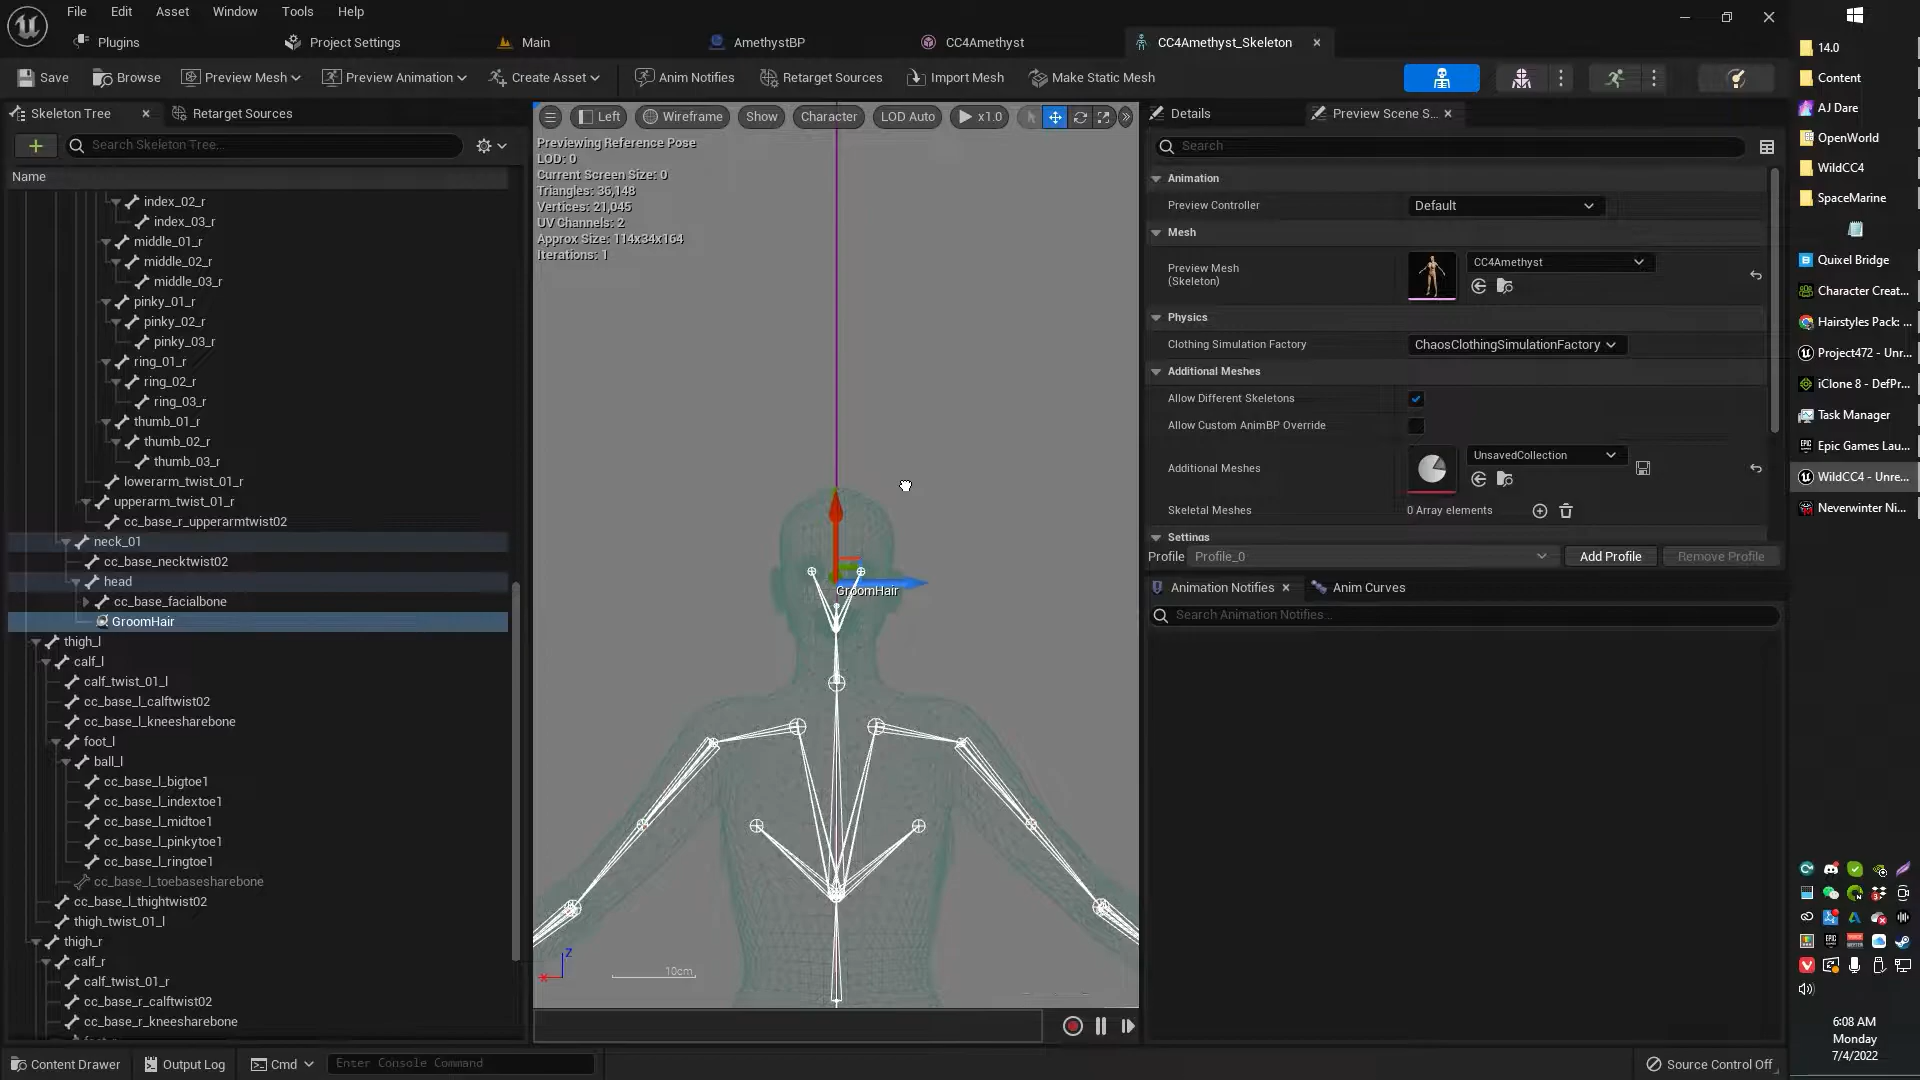 File Edit Asset Window Tools Help
Plugins Project Settings Main AmethystBP CC4Amethyst CC4Amethyst_Skeleton
Save Browse Preview Mesh Preview Animation Create Asset Anim Notifies Retarget Sources Import Mesh Make Static Mesh
Skeleton Tree Retarget Sources
Search Skeleton Tree...
Name
index_02_r
index_03_r
middle_01_r
middle_02_r
middle_03_r
pinky_01_r
pinky_02_r
pinky_03_r
ring_01_r
ring_02_r
ring_03_r
thumb_01_r
thumb_02_r
thumb_03_r
lowerarm_twist_01_r
upperarm_twist_01_r
cc_base_r_upperarmtwist02
neck_01
cc_base_necktwist02
head
cc_base_facialbone
GroomHair
thigh_l
calf_l
calf_twist_01_l
cc_base_l_calftwist02
cc_base_l_kneesharebone
foot_l
ball_l
cc_base_l_bigtoe1
cc_base_l_indextoe1
cc_base_l_midtoe1
cc_base_l_pinkytoe1
cc_base_l_ringtoe1
cc_base_l_toebasesharebone
cc_base_l_thightwist02
thigh_twist_01_l
thigh_r
calf_r
calf_twist_01_r
cc_base_r_calftwist02
cc_base_r_kneesharebone
Left Wireframe Show Character LOD Auto x1.0
Previewing Reference Pose
LOD: 0
Current Screen Size: 0
Triangles: 36,148
Vertices: 21,045
UV Channels: 2
Approx Size: 114x34x164
Iterations: 1
GroomHair
Z
X
10cm
Details Preview Scene S...
Search
Animation
Preview Controller Default
Mesh
Preview Mesh
(Skeleton)
CC4Amethyst
Physics
Clothing Simulation Factory ChaosClothingSimulationFactory
Additional Meshes
Allow Different Skeletons
Allow Custom AnimBP Override
Additional Meshes UnsavedCollection
Skeletal Meshes 0 Array elements
Settings
Profile Profile_0 Add Profile Remove Profile
Animation Notifies Anim Curves
Search Animation Notifies...
14.0
Content
AJ Dare
OpenWorld
WildCC4
SpaceMarine
Quixel Bridge
Character Creat...
Hairstyles Pack: ...
Project472 - Unr...
iClone 8 - DefPr...
Task Manager
Epic Games Lau...
WildCC4 - Unre...
Neverwinter Ni...
6:08 AM
Monday
7/4/2022
Content Drawer Output Log Cmd Enter Console Command Source Control Off